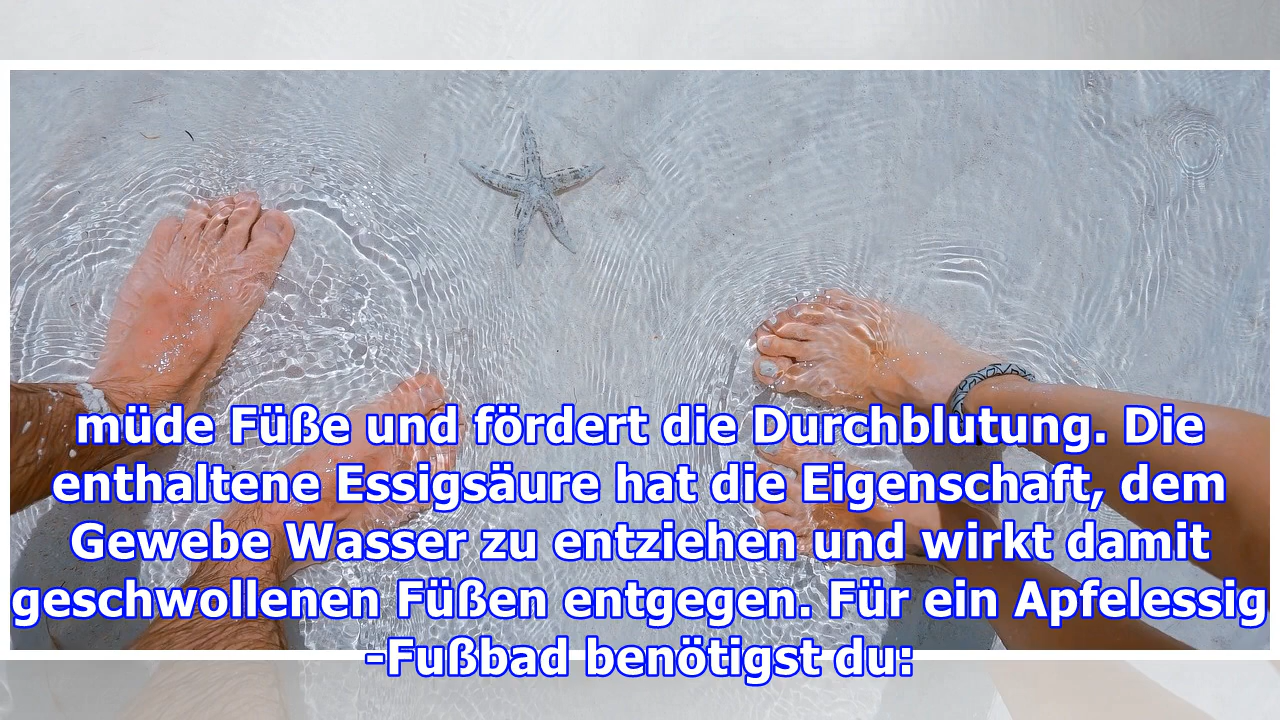 müde Füße und fördert die Durchblutung. Die
enthaltene Essigsäure hat die Eigenschaft, dem
Gewebe Wasser zu entziehen und wirkt damit
geschwollenen Füßen entgegen. Für ein Apfelessig
-Fußbad benötigst du: